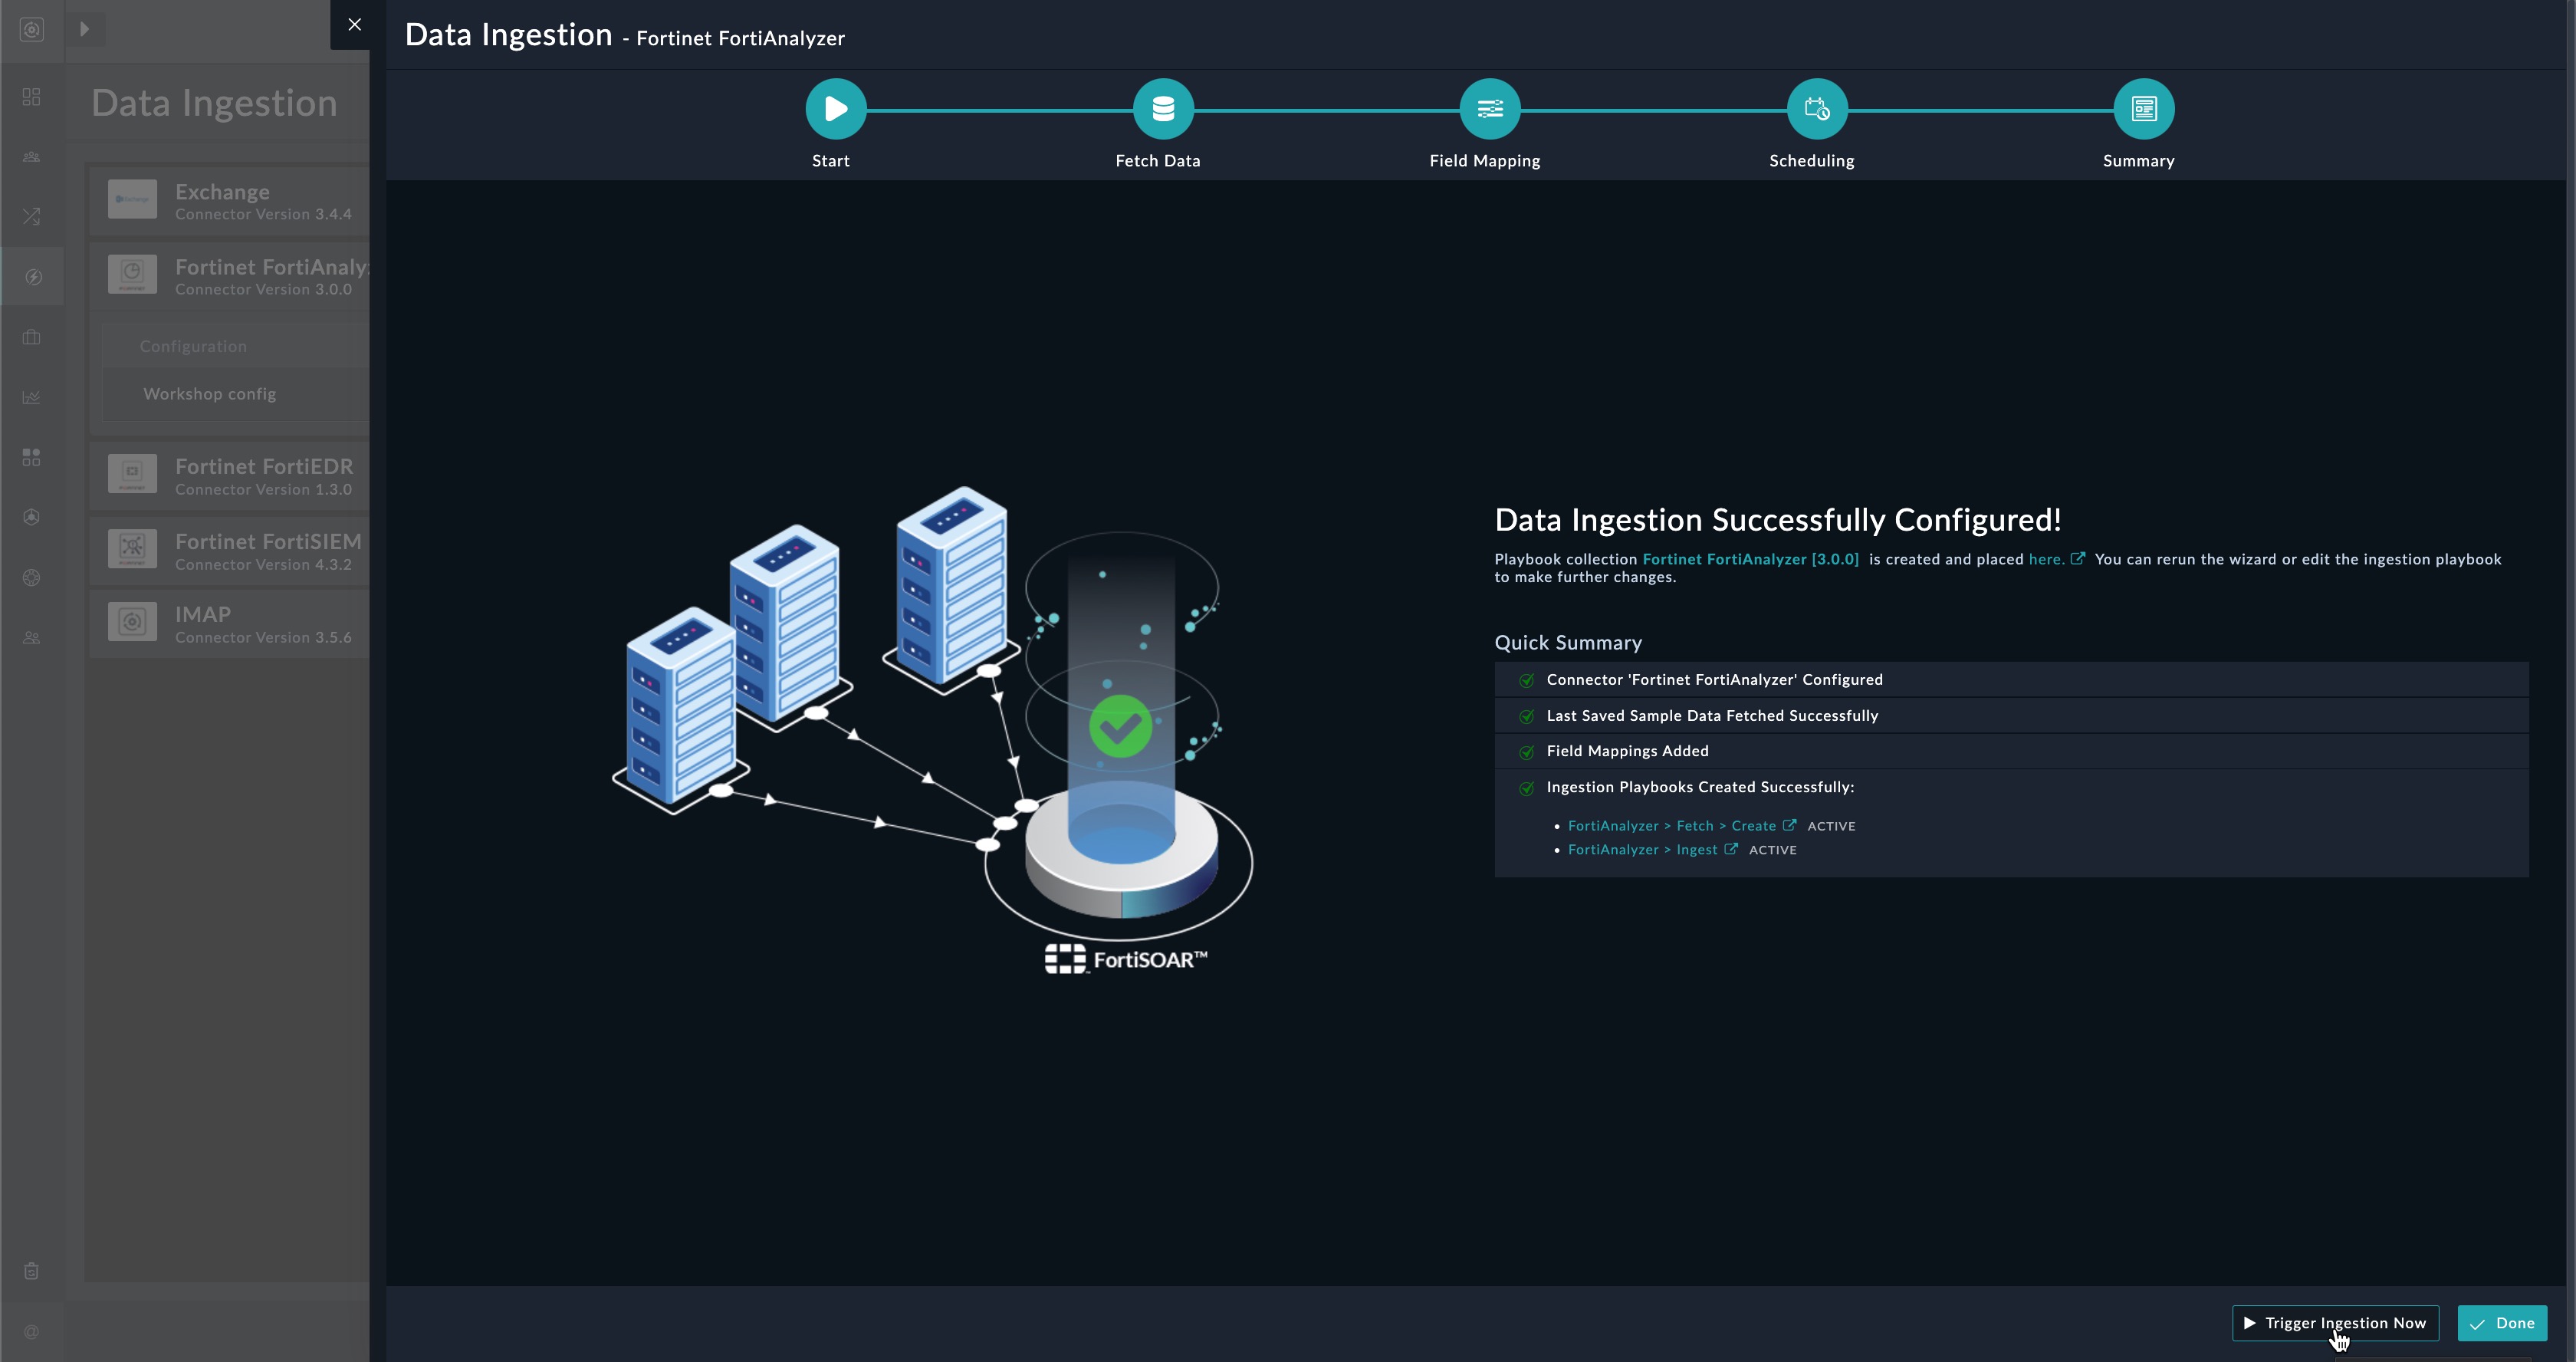 Data Ingestion - Fortinet FortiAnalyzer
Start
Fetch Data
Field Mapping
Scheduling
Summary
Data Ingestion
Exchange
Connector Version 3.4.4
Fortinet FortiAnaly
Connector Version 3.0.0
Configuration
Workshop config
Fortinet FortiEDR
Connector Version 1.3.0
Fortinet FortiSIEM
Connector Version 4.3.2
IMAP
Connector Version 3.5.6
FortiSOAR™
Data Ingestion Successfully Configured!
Playbook collection Fortinet FortiAnalyzer [3.0.0] is created and placed here. You can rerun the wizard or edit the ingestion playbook
to make further changes.
Quick Summary
Connector 'Fortinet FortiAnalyzer' Configured
Last Saved Sample Data Fetched Successfully
Field Mappings Added
Ingestion Playbooks Created Successfully:
• FortiAnalyzer > Fetch > Create ACTIVE
• FortiAnalyzer > Ingest ACTIVE
Trigger Ingestion Now
Done